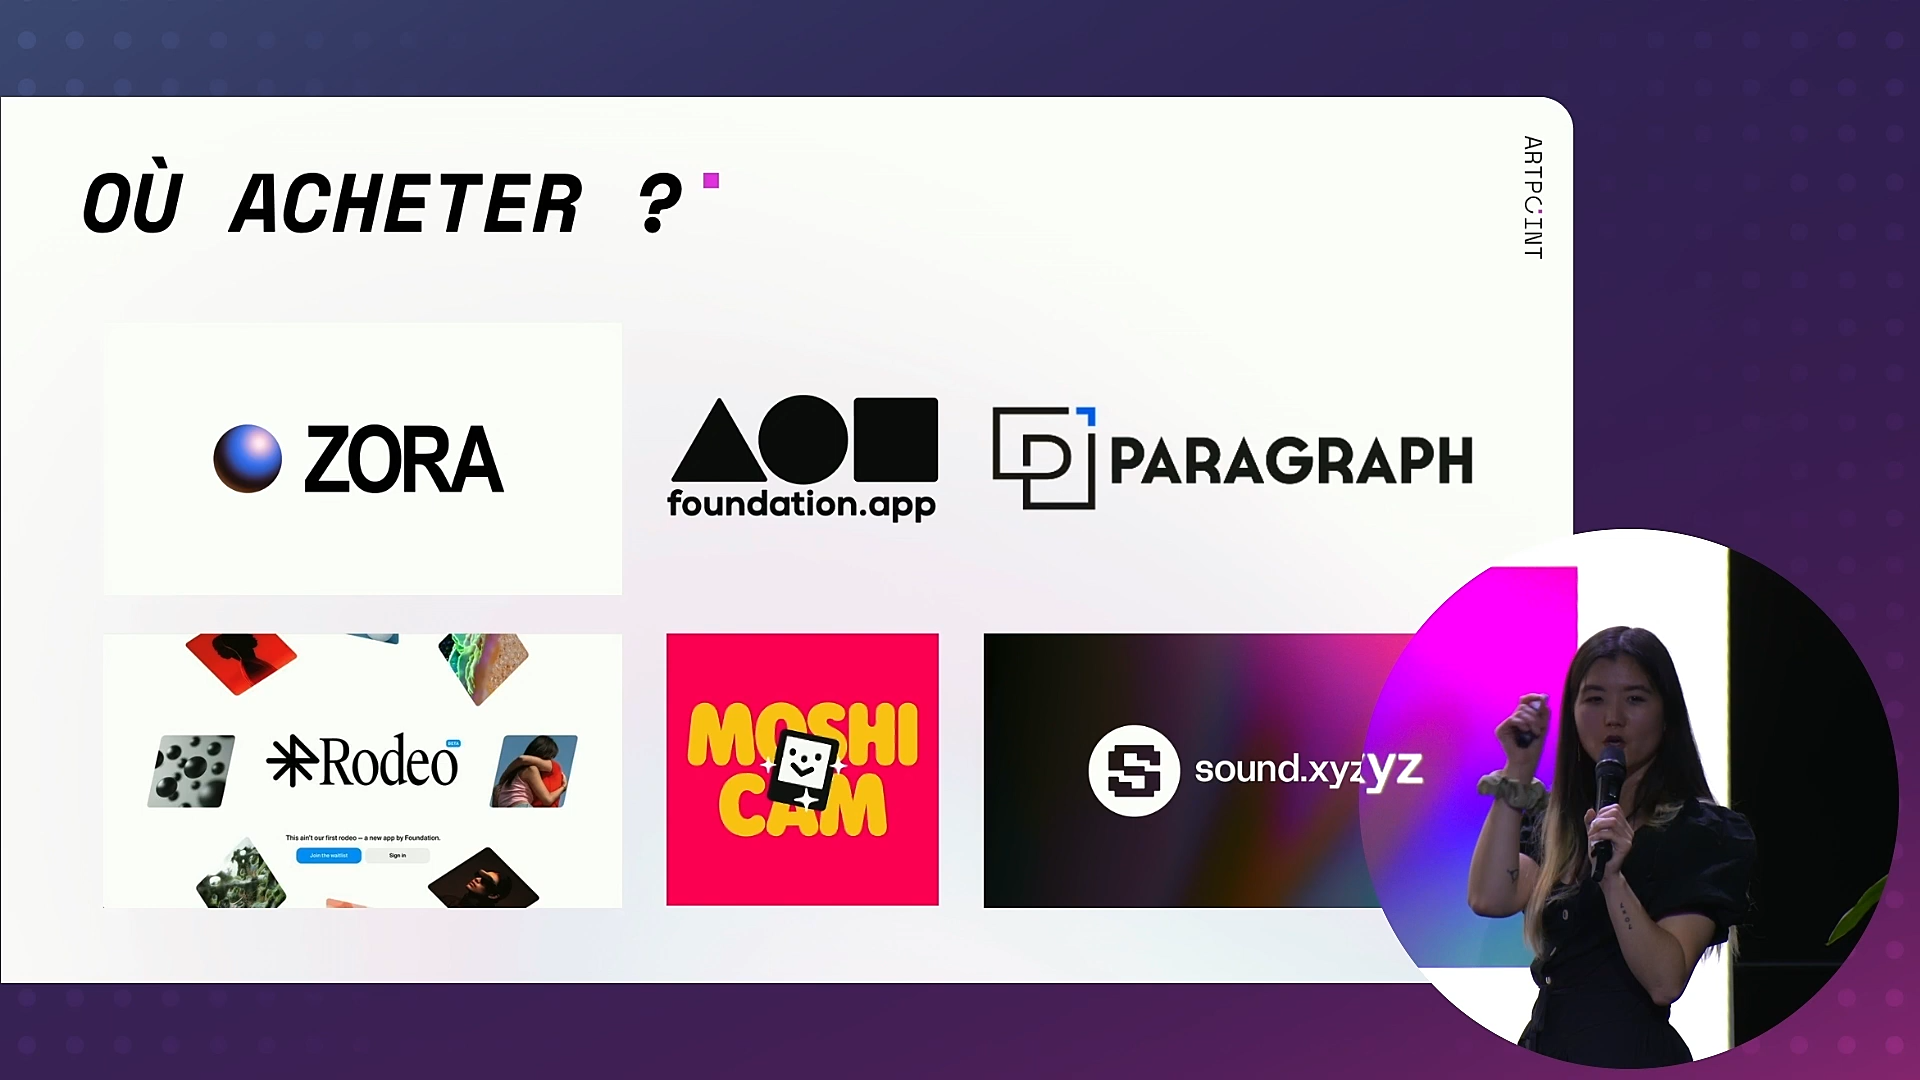 OÙ ACHETER ?
ARTPOINT
ZORA
foundation.app
PARAGRAPH
Rodeo
BETA
This ain't our first rodeo — a new app by Foundation.
Join the waitlist
Sign in
MOSHI
CAM
sound.xyz
yz